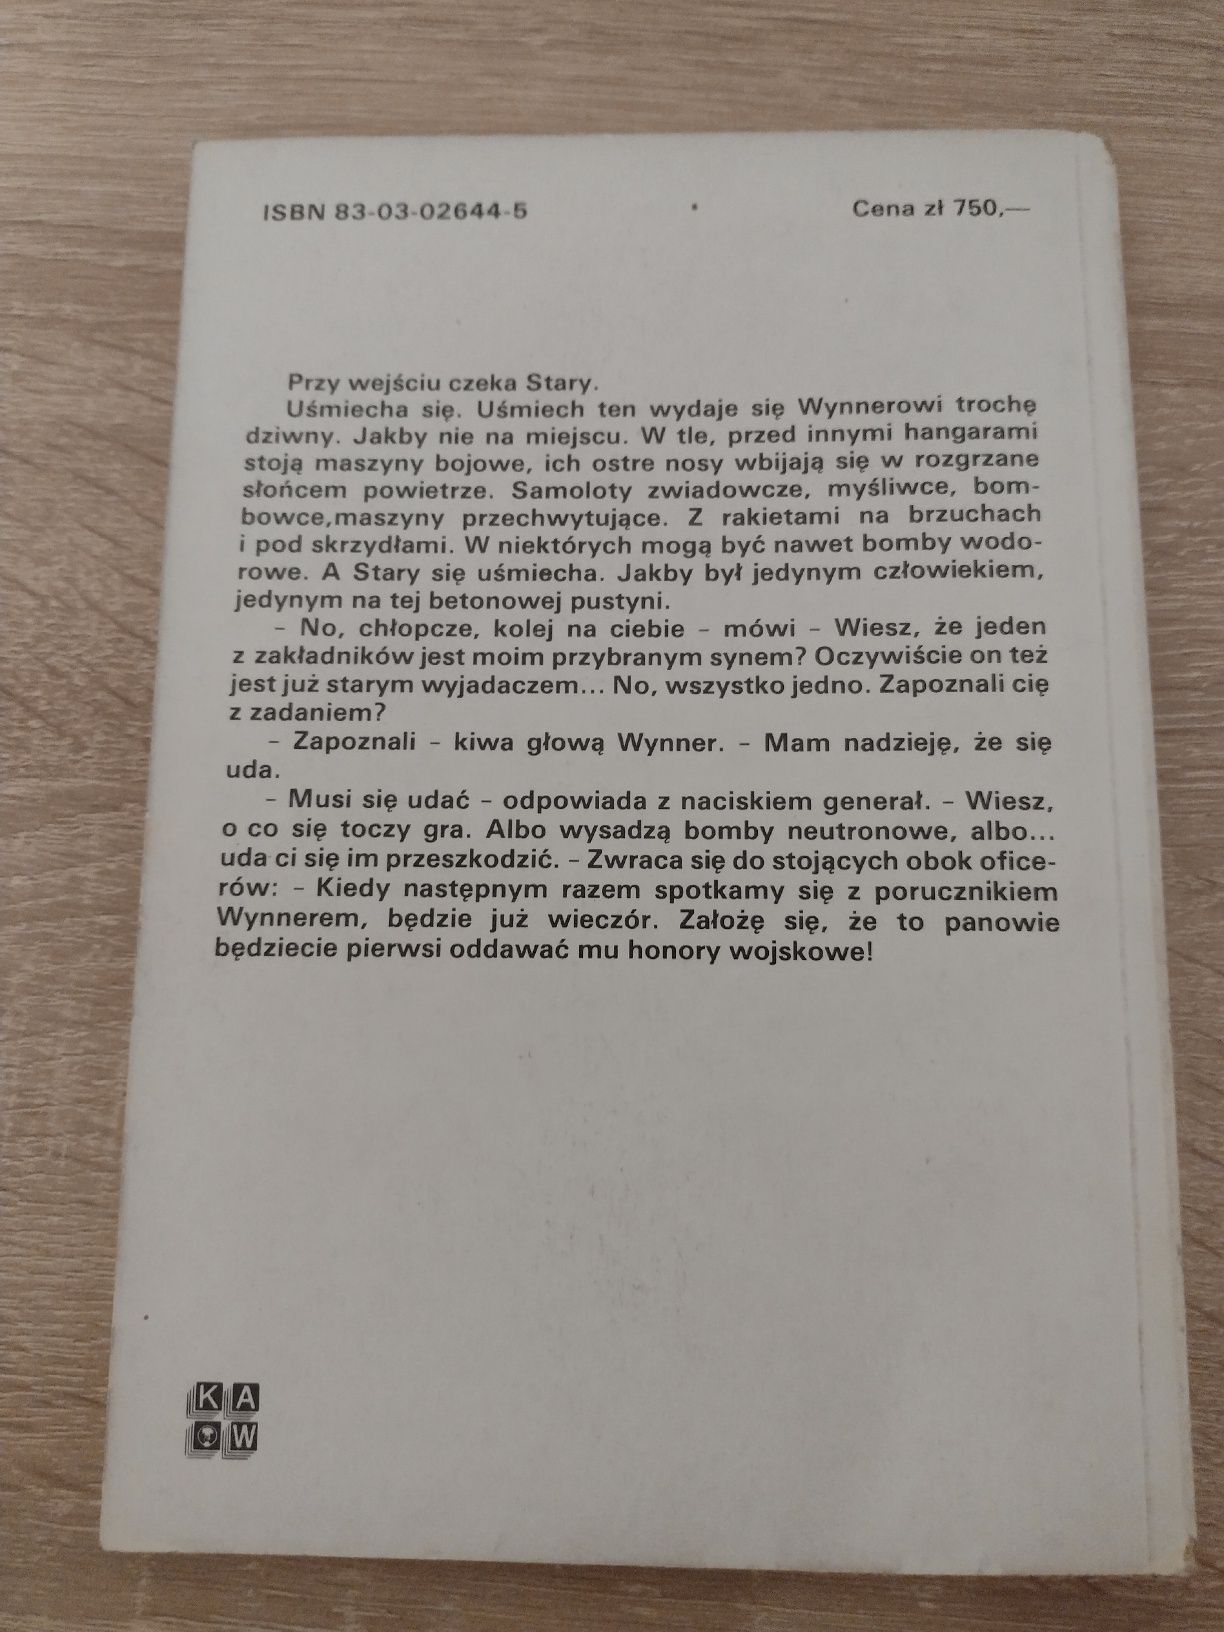 ISBN 83-03-02644-5 Cena zł 750,—
Przy wejściu czeka Stary.
Uśmiecha się. Uśmiech ten wydaje się Wynnerowi trochę
dziwny. Jakby nie na miejscu. W tle, przed innymi hangarami
stoją maszyny bojowe, ich ostre nosy wbijają się w rozgrzane
słońcem powietrze. Samoloty zwiadowcze, myśliwce, bom-
bowce,maszyny przechwytujące. Z rakietami na brzuchach
i pod skrzydłami. W niektórych mogą być nawet bomby wodo-
rowe. A Stary się uśmiecha. Jakby był jedynym człowiekiem,
jedynym na tej betonowej pustyni.
– No, chłopcze, kolej na ciebie – mówi – Wiesz, że jeden
z zakładników jest moim przybranym synem? Oczywiście on też
jest już starym wyjadaczem... No, wszystko jedno. Zapoznali cię
z zadaniem?
– Zapoznali – kiwa głową Wynner. – Mam nadzieję, że się
uda.
– Musi się udać – odpowiada z naciskiem generał. – Wiesz,
o co się toczy gra. Albo wysadzą bomby neutronowe, albo...
uda ci się im przeszkodzić. – Zwraca się do stojących obok ofice-
rów: – Kiedy następnym razem spotkamy się z porucznikiem
Wynnerem, będzie już wieczór. Założę się, że to panowie
będziecie pierwsi oddawać mu honory wojskowe!
K A
W